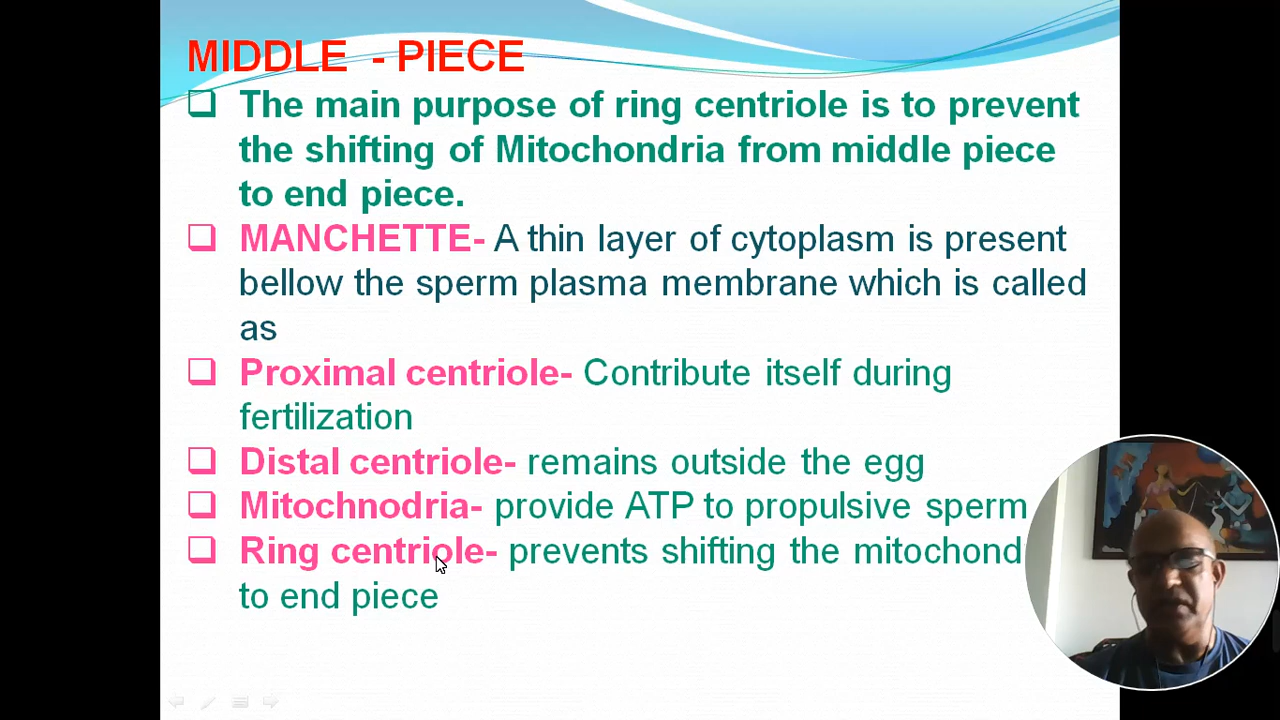 MIDDLE - PIECE
The main purpose of ring centriole is to prevent
the shifting of Mitochondria from middle piece
to end piece.
MANCHETTE- A thin layer of cytoplasm is present
bellow the sperm plasma membrane which is called
as
Proximal centriole- Contribute itself during
fertilization
Distal centriole- remains outside the egg
Mitochnodria- provide ATP to propulsive sperm
Ring centriole- prevents shifting the mitochond
to end piece